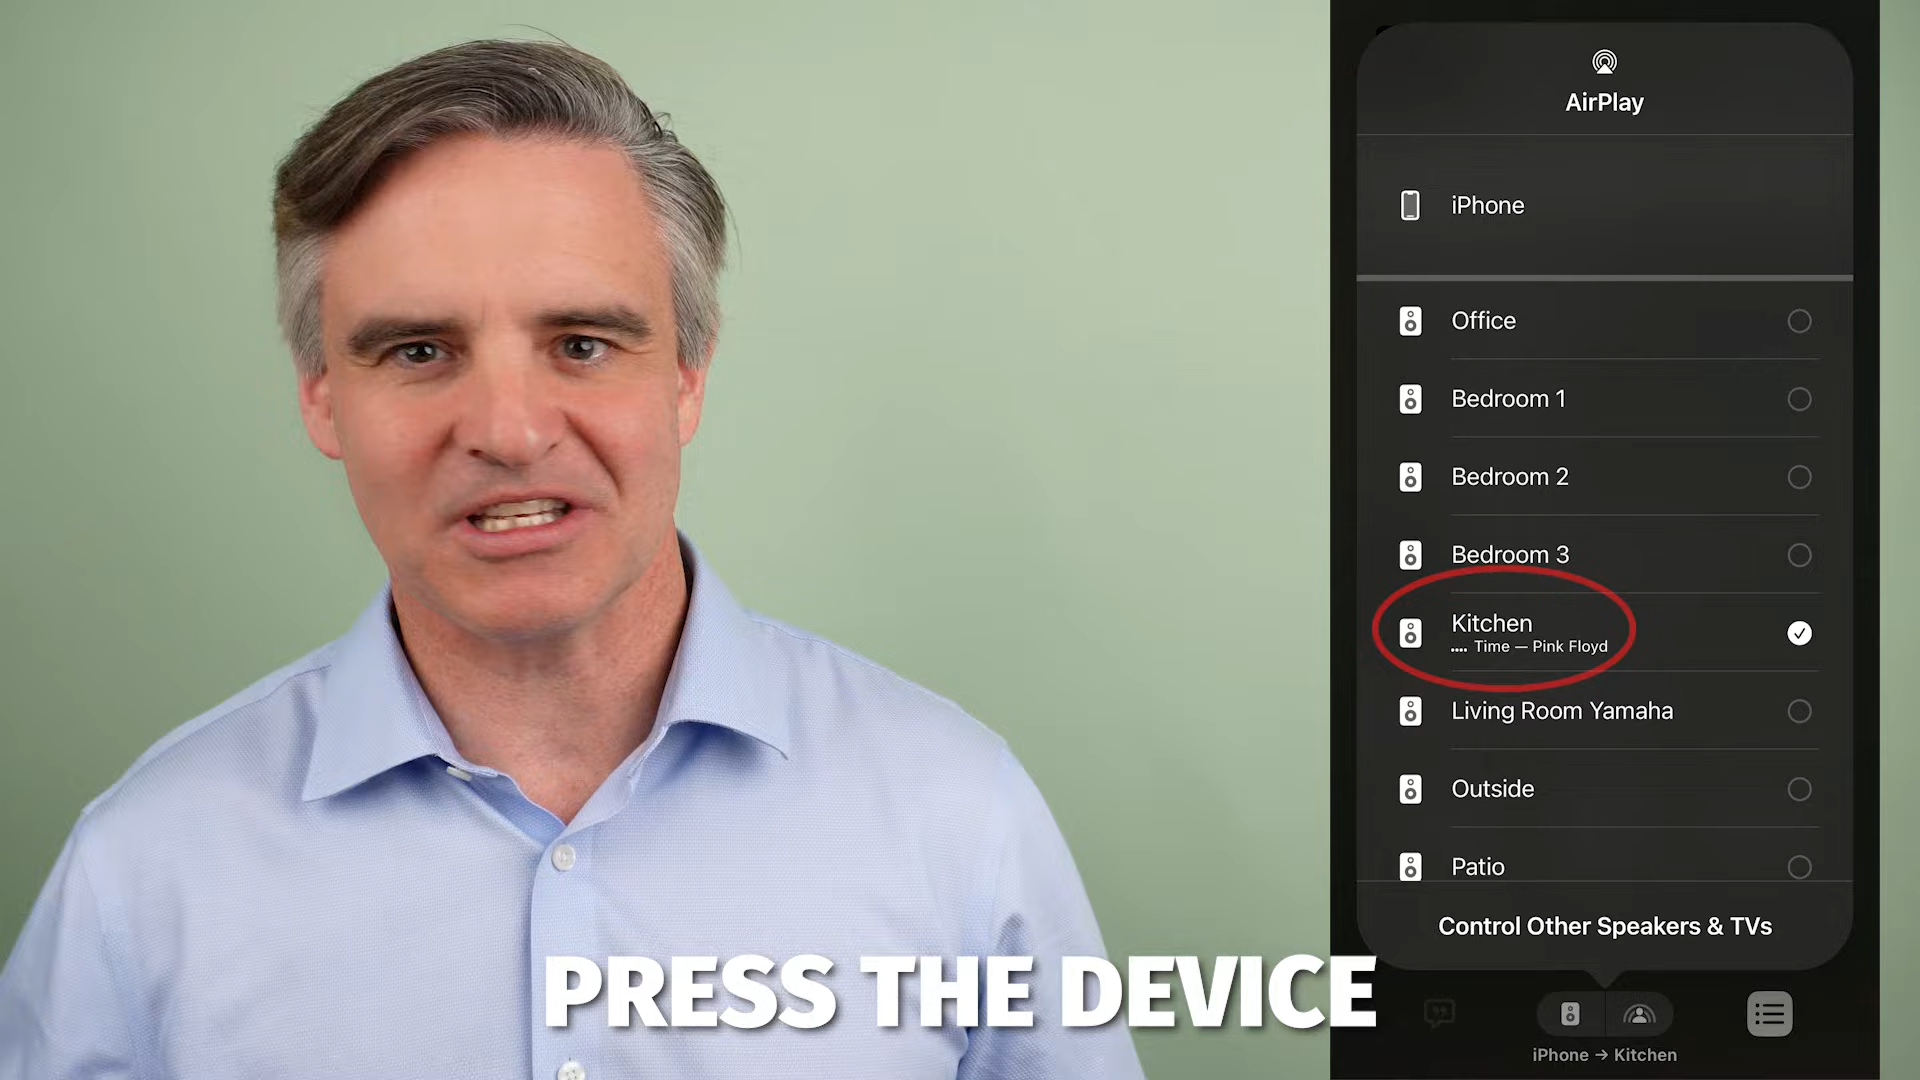 AirPlay
iPhone
Office
Bedroom 1
Bedroom 2
Bedroom 3
Kitchen
Time — Pink Floyd
Living Room Yamaha
Outside
Patio
Control Other Speakers & TVs
PRESS THE DEVICE
iPhone → Kitchen